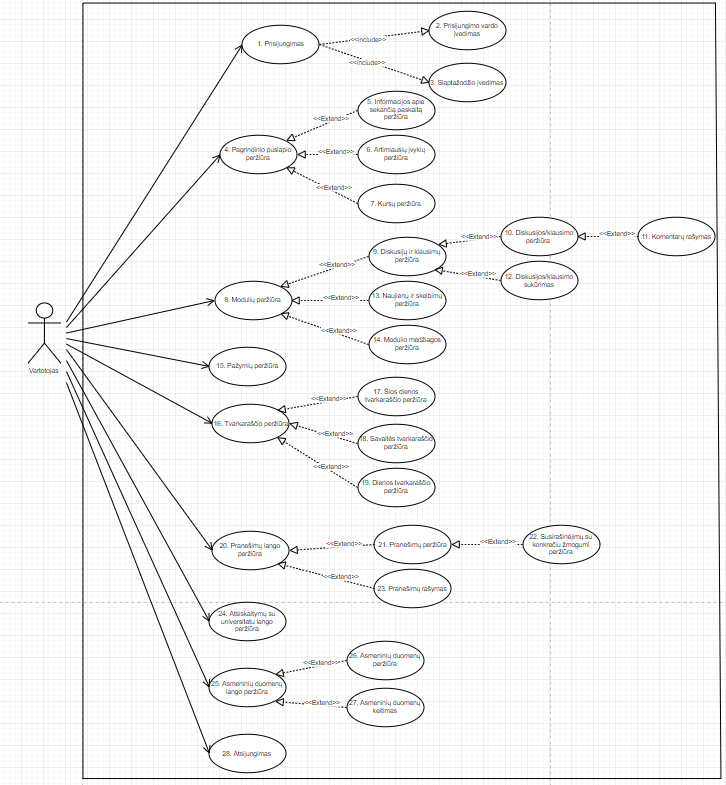 1. Prisijungimas
<<include>>
2. Prisijungimo vardo
įvedimas
<<include>>
3. Slaptažodžio įvedimas
4. Pagrindinio puslapio
peržiūra
<<Extend>>
5. Informacijos apie
sekančią paskaitą
peržiūra
<<Extend>>
6. Artimiausių įvykių
peržiūra
<<Extend>>
7. Kursų peržiūra
8. Modulių peržiūra
<<Extend>>
9. Diskusijų ir klausimų
peržiūra
<<Extend>>
10. Diskusijos/klausimo
peržiūra
<<Extend>>
11. Komentarų rašymas
<<Extend>>
12. Diskusijos/klausimo
sukūrimas
<<Extend>>
13. Naujienų ir skelbimų
peržiūra
<<Extend>>
14. Modulio medžiagos
peržiūra
Vartotojas
15. Pažymių peržiūra
16. Tvarkaraščio peržiūra
<<Extend>>
17. Šios dienos
tvarkaraščio peržiūra
<<Extend>>
18. Savaitės tvarkaraščio
peržiūra
<<Extend>>
19. Dienos tvarkaraščio
peržiūra
20. Pranešimų lango
peržiūra
<<Extend>>
21. Pranešimų peržiūra
<<Extend>>
22. Susirašinėjimų su
konkrečiu žmogumi
peržiūra
<<Extend>>
23. Pranešimų rašymas
24. Atsiskaitymų su
universitetu lango
peržiūra
25. Asmeninių duomenų
lango peržiūra
<<Extend>>
26. Asmeninių duomenų
peržiūra
<<Extend>>
27. Asmeninių duomenų
keitimas
28. Atsijungimas